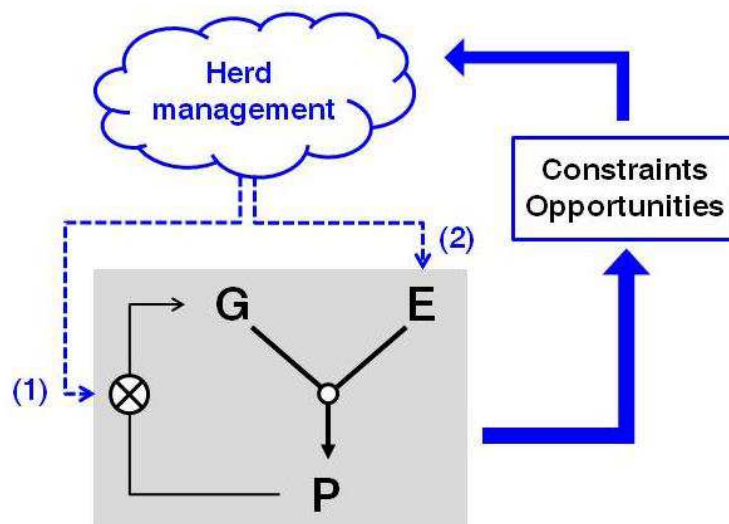 Herd
management
Constraints
Opportunities
(2)
G
E
(1)
P